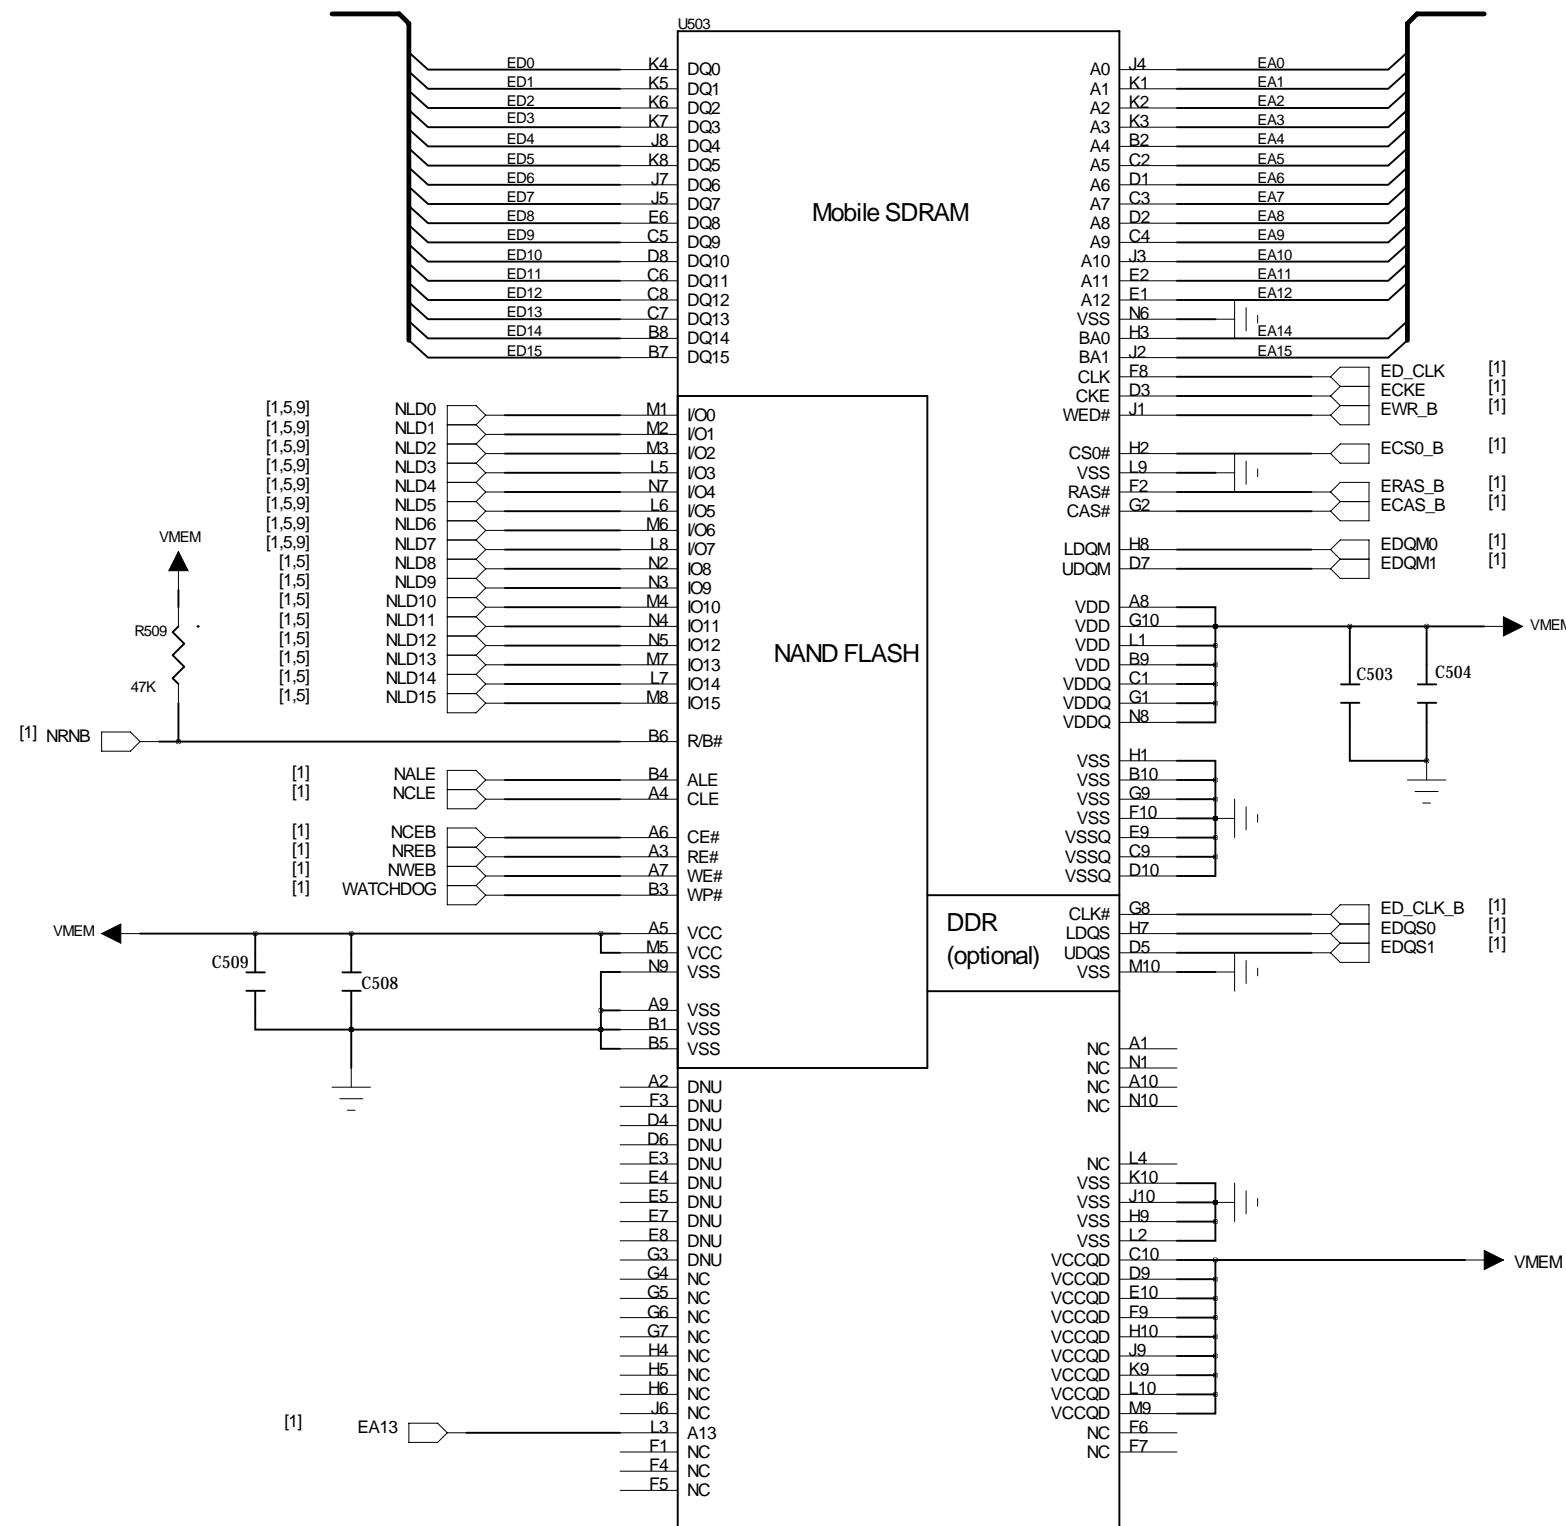 U503
ED0 K4 DQ0 A0 J4 EA0
ED1 K5 DQ1 A1 K1 EA1
ED2 K6 DQ2 A2 K2 EA2
ED3 K7 DQ3 A3 K3 EA3
ED4 J8 DQ4 A4 B2 EA4
ED5 K8 DQ5 A5 C2 EA5
ED6 J7 DQ6 A6 D1 EA6
ED7 J5 DQ7 A7 C3 EA7
Mobile SDRAM
ED8 E6 DQ8 A8 D2 EA8
ED9 C5 DQ9 A9 C4 EA9
ED10 D8 DQ10 A10 J3 EA10
ED11 C6 DQ11 A11 E2 EA11
ED12 C8 DQ12 A12 E1 EA12
ED13 C7 DQ13 VSS N6
ED14 B8 DQ14 BA0 H3 EA14
ED15 B7 DQ15 BA1 J2 EA15
CLK F8 ED_CLK [1]
CKE D3 ECKE [1]
[1,5,9] NLD0 M1 I/O0 WED# J1 EWR_B [1]
[1,5,9] NLD1 M2 I/O1
[1,5,9] NLD2 M3 I/O2 CS0# H2 ECS0_B [1]
[1,5,9] NLD3 L5 I/O3 VSS L9
[1,5,9] NLD4 N7 I/O4 RAS# F2 ERAS_B [1]
[1,5,9] NLD5 L6 I/O5 CAS# G2 ECAS_B [1]
[1,5,9] NLD6 M6 I/O6
VMEM
[1,5,9] NLD7 L8 I/O7 LDQM H8 EDQM0 [1]
[1,5] NLD8 N2 IO8 UDQM D7 EDQM1 [1]
[1,5] NLD9 N3 IO9
[1,5] NLD10 M4 IO10 VDD A8
[1,5] NLD11 N4 IO11 VDD G10 VMEM
R509
[1,5] NLD12 N5 IO12 VDD L1
NAND FLASH
[1,5] NLD13 M7 IO13 VDD B9
[1,5] NLD14 L7 IO14 VDDQ C1 C503 C504
47K
[1,5] NLD15 M8 IO15 VDDQ G1
VDDQ N8
[1] NRNB B6 R/B#
VSS H1
[1] NALE B4 ALE VSS B10
[1] NCLE A4 CLE VSS G9
VSS F10
[1] NCEB A6 CE# VSSQ E9
[1] NREB A3 RE# VSSQ C9
[1] NWEB A7 WE# VSSQ D10
[1] WATCHDOG B3 WP#
DDR
(optional)
CLK# G8 ED_CLK_B [1]
VMEM A5 VCC LDQS H7 EDQS0 [1]
M5 VCC UDQS D5 EDQS1 [1]
C509 C508
N9 VSS VSS M10
A9 VSS
B1 VSS
B5 VSS NC A1
NC N1
A2 DNU NC A10
F3 DNU NC N10
D4 DNU
D6 DNU
E3 DNU NC L4
E4 DNU VSS K10
E5 DNU VSS J10
E7 DNU VSS H9
E8 DNU VSS L2
G3 DNU VCCQD C10 VMEM
G4 NC VCCQD D9
G5 NC VCCQD E10
G6 NC VCCQD F9
G7 NC VCCQD H10
H4 NC VCCQD J9
H5 NC VCCQD K9
H6 NC VCCQD L10
J6 NC VCCQD M9
[1] EA13 L3 A13 NC F6
F1 NC NC F7
F4 NC
F5 NC